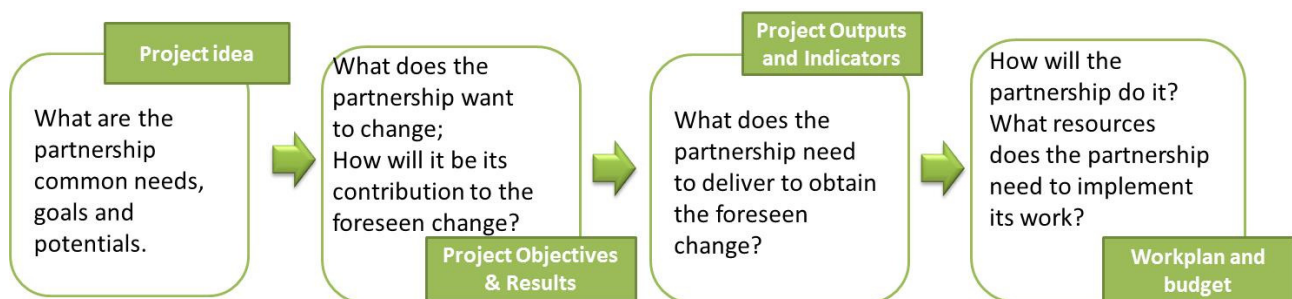 Project idea
What are the
partnership
common needs,
goals and
potentials.
What does the
partnership want
to change;
How will it be its
contribution to the
foreseen change?
Project Objectives
& Results
Project Outputs
and Indicators
What does the
partnership need
to deliver to obtain
the foreseen
change?
How will the
partnership do it?
What resources
does the partnership
need to implement
its work?
Workplan and
budget